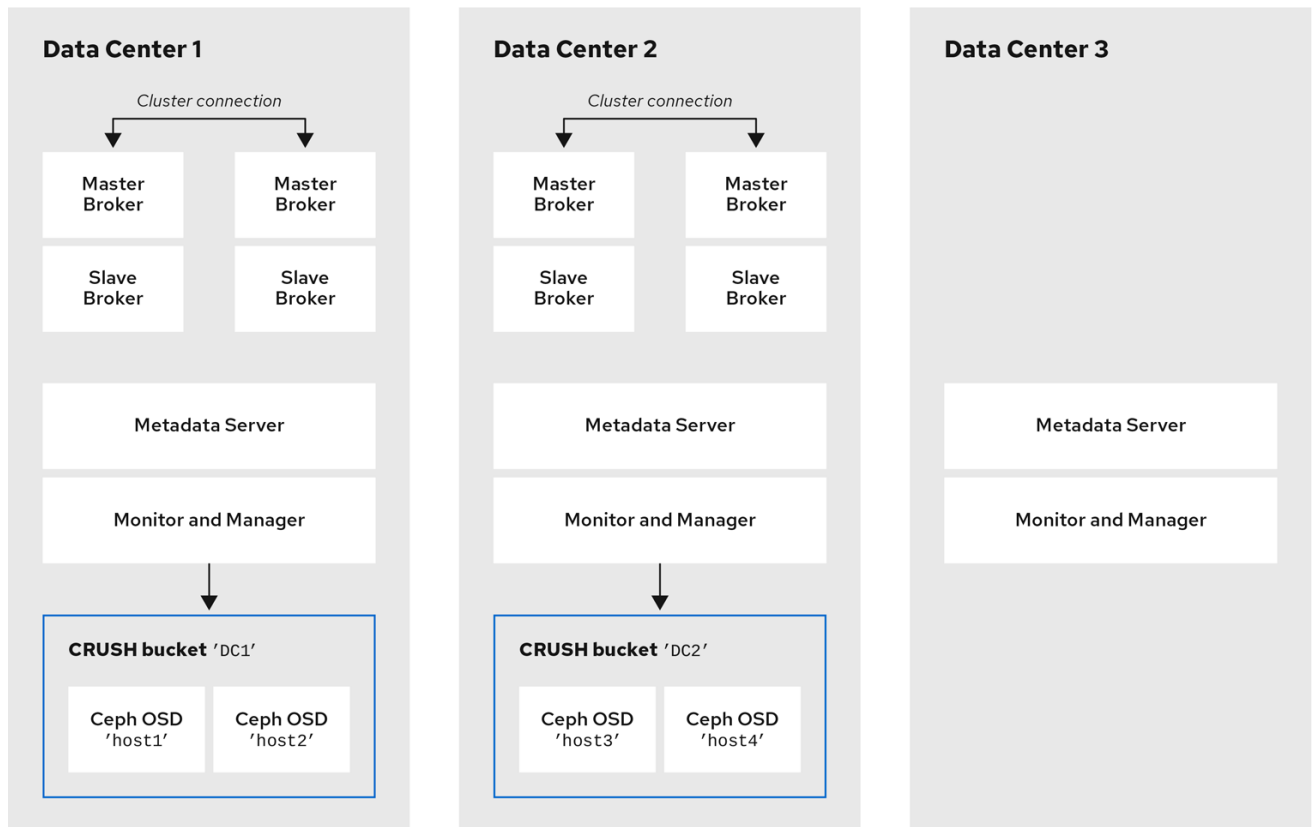 Data Center 1
Cluster connection
Master
Broker
Master
Broker
Slave
Broker
Slave
Broker
Metadata Server
Monitor and Manager
CRUSH bucket ’DC1’
Ceph OSD
’host1’
Ceph OSD
’host2’
Data Center 2
Cluster connection
Master
Broker
Master
Broker
Slave
Broker
Slave
Broker
Metadata Server
Monitor and Manager
CRUSH bucket ’DC2’
Ceph OSD
’host3’
Ceph OSD
’host4’
Data Center 3
Metadata Server
Monitor and Manager